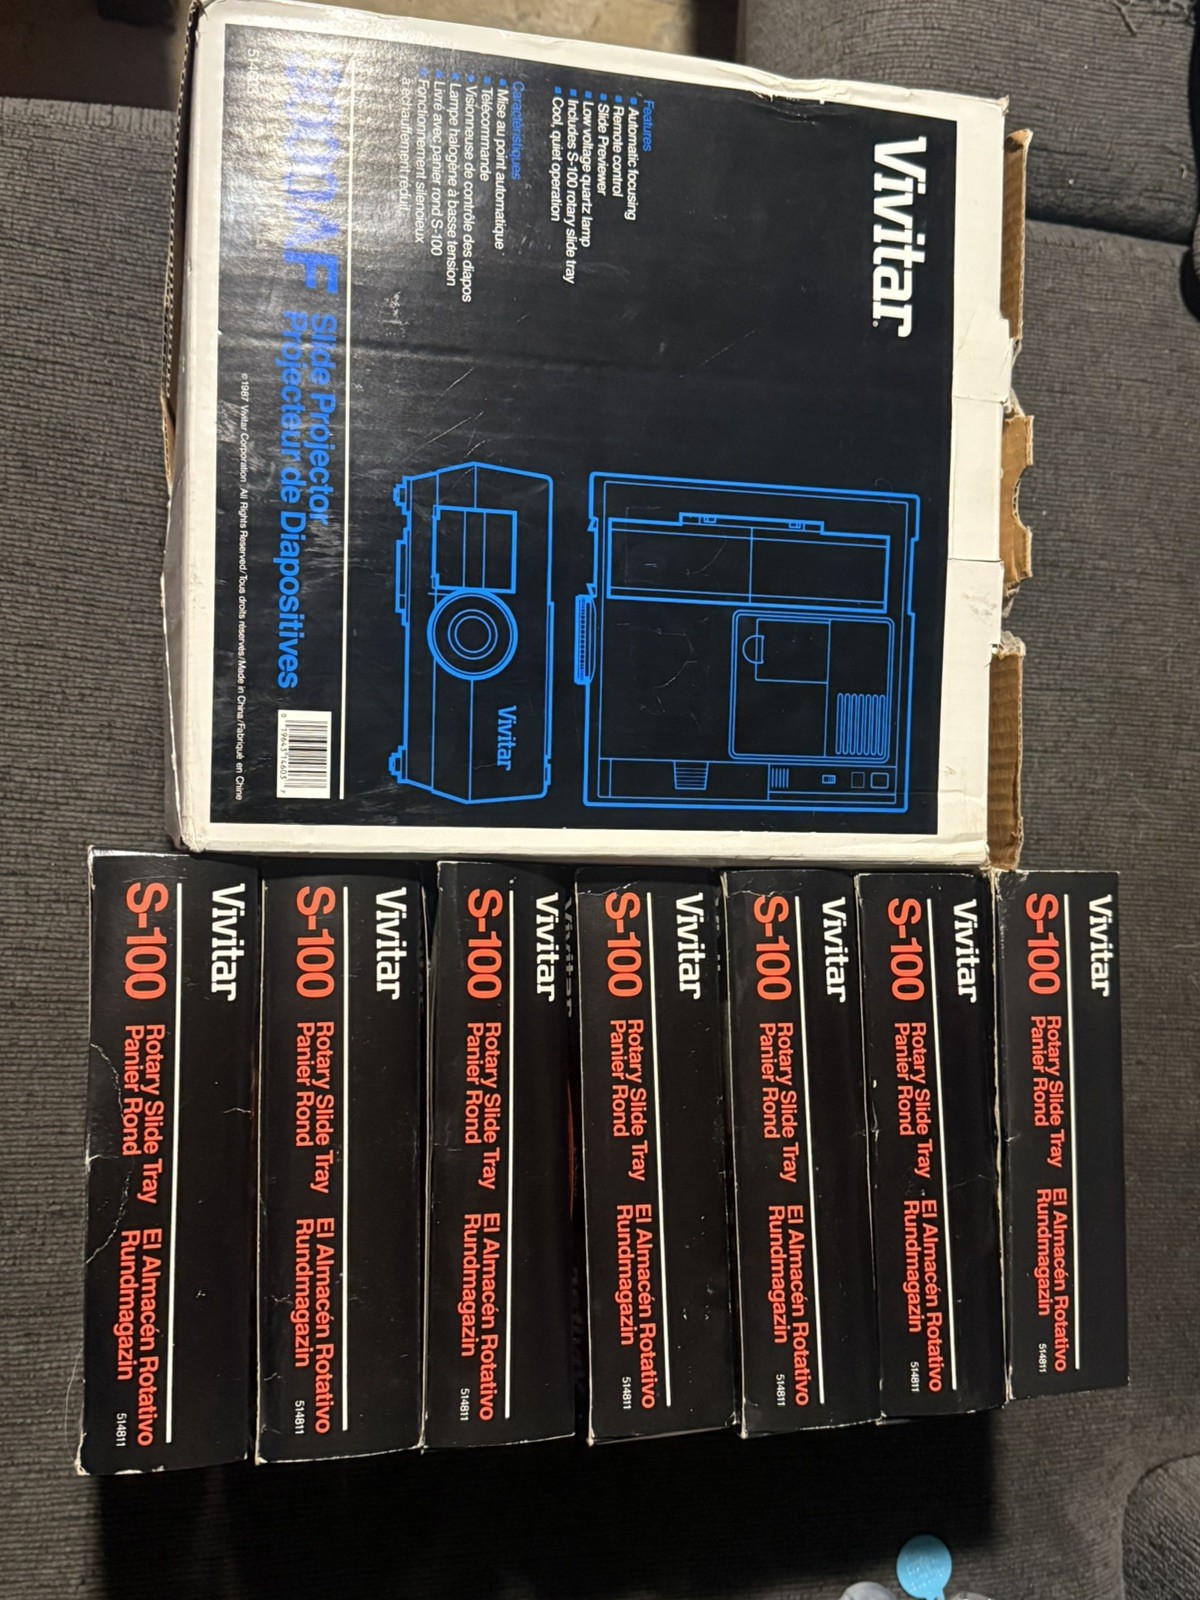 Vivitar
Features
Automatic focusing
Remote control
Slide Previewer
Low voltage quartz lamp
Includes S-100 rotary slide tray
Cool, quiet operation
Caractéristiques
Mise au point automatique
Télécommande
Visionneuse de contrôle des diapos
Lampe halogène à basse tension
Livré avec panier rond S-100
Fonctionnement silencieux
à échauffement réduit
Vivitar
AF Slide Projector
Projecteur de Diapositives
©1987 Vivitar Corporation. All Rights Reserved/Tous droits réservés/Made in China/Fabriqué en Chine
0 19643 14603 7
Vivitar
S-100 Rotary Slide Tray El Almacén Rotativo
Panier Rond Rundmagazin 514811
Vivitar
S-100 Rotary Slide Tray El Almacén Rotativo
Panier Rond Rundmagazin 514811
Vivitar
S-100 Rotary Slide Tray El Almacén Rotativo
Panier Rond Rundmagazin 514811
Vivitar
S-100 Rotary Slide Tray El Almacén Rotativo
Panier Rond Rundmagazin 514811
Vivitar
S-100 Rotary Slide Tray El Almacén Rotativo
Panier Rond Rundmagazin 514811
Vivitar
S-100 Rotary Slide Tray El Almacén Rotativo
Panier Rond Rundmagazin 514811
Vivitar
S-100 Rotary Slide Tray El Almacén Rotativo
Panier Rond Rundmagazin 514811